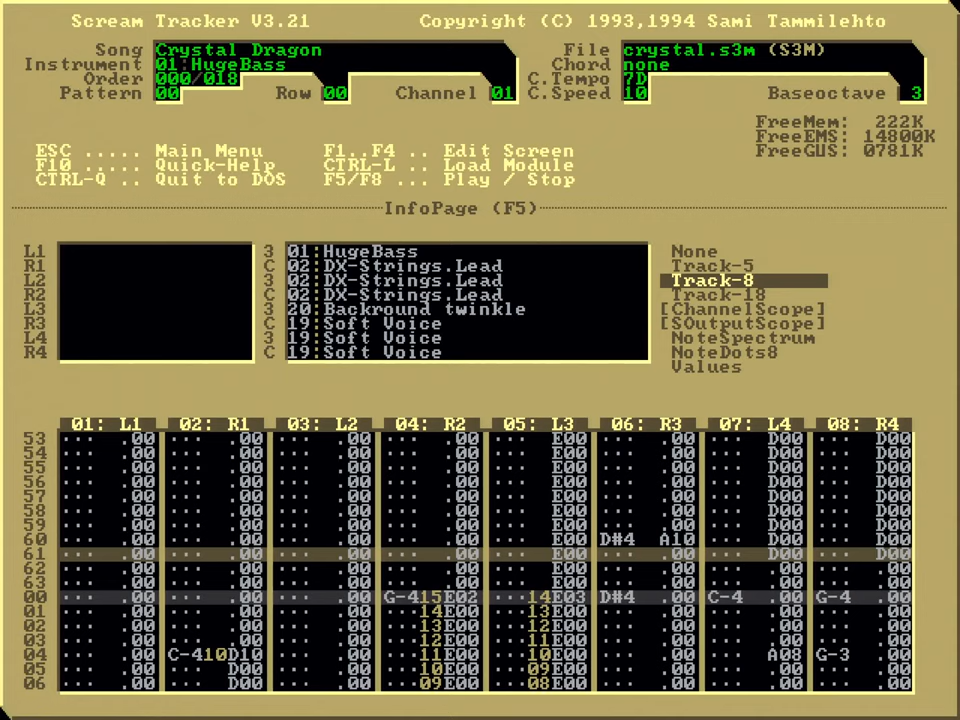 Scream Tracker V3.21 Copyright (C) 1993,1994 Sami Tammilehto
Song Crystal Dragon File crystal.s3m (S3M)
Instrument 01:HugeBass Chord none
Order 000/018 C.Tempo 7D
Pattern 00 Row 00 Channel 01 C.Speed 10 Baseoctave 3
FreeMem: 222K
FreeEMS: 14800K
FreeGUS: 0781K
ESC ..... Main Menu F1..F4 .. Edit Screen
F10 ..... Quick-Help CTRL-L .. Load Module
CTRL-Q .. Quit to DOS F5/F8 ... Play / Stop
InfoPage (F5)
L1 3 01:HugeBass None
R1 C 02:DX-Strings.Lead Track-5
L2 3 02:DX-Strings.Lead Track-8
R2 C 02:DX-Strings.Lead Track-18
L3 3 20:Backround twinkle [ChannelScope]
R3 C 19:Soft Voice [SOutputScope]
L4 3 19:Soft Voice NoteSpectrum
R4 C 19:Soft Voice NoteDots8
Values
01: L1 02: R1 03: L2 04: R2 05: L3 06: R3 07: L4 08: R4
53 ... .00 ... .00 ... .00 ... .00 ... E00 ... .00 ... D00 ... D00
54 ... .00 ... .00 ... .00 ... .00 ... E00 ... .00 ... D00 ... D00
55 ... .00 ... .00 ... .00 ... .00 ... E00 ... .00 ... D00 ... D00
56 ... .00 ... .00 ... .00 ... .00 ... E00 ... .00 ... D00 ... D00
57 ... .00 ... .00 ... .00 ... .00 ... E00 ... .00 ... D00 ... D00
58 ... .00 ... .00 ... .00 ... .00 ... E00 ... .00 ... D00 ... D00
59 ... .00 ... .00 ... .00 ... .00 ... E00 ... .00 ... D00 ... D00
60 ... .00 ... .00 ... .00 ... .00 ... E00 D#4 A10 ... D00 ... D00
61 ... .00 ... .00 ... .00 ... .00 ... E00 ... .00 ... D00 ... D00
62 ... .00 ... .00 ... .00 ... .00 ... E00 ... .00 ... .00 ... .00
63 ... .00 ... .00 ... .00 ... .00 ... E00 ... .00 ... .00 ... .00
00 ... .00 ... .00 ... .00 G-415E02 ...14E03 D#4 .00 C-4 .00 G-4 .00
01 ... .00 ... .00 ... .00 ...14E00 ...13E00 ... .00 ... .00 ... .00
02 ... .00 ... .00 ... .00 ...13E00 ...12E00 ... .00 ... .00 ... .00
03 ... .00 ... .00 ... .00 ...12E00 ...11E00 ... .00 ... .00 ... .00
04 ... .00 C-410D10 ... .00 ...11E00 ...10E00 ... .00 ... A08 G-3 .00
05 ... .00 ... D00 ... .00 ...10E00 ...09E00 ... .00 ... .00 ... .00
06 ... .00 ... D00 ... .00 ...09E00 ...08E00 ... .00 ... .00 ... .00